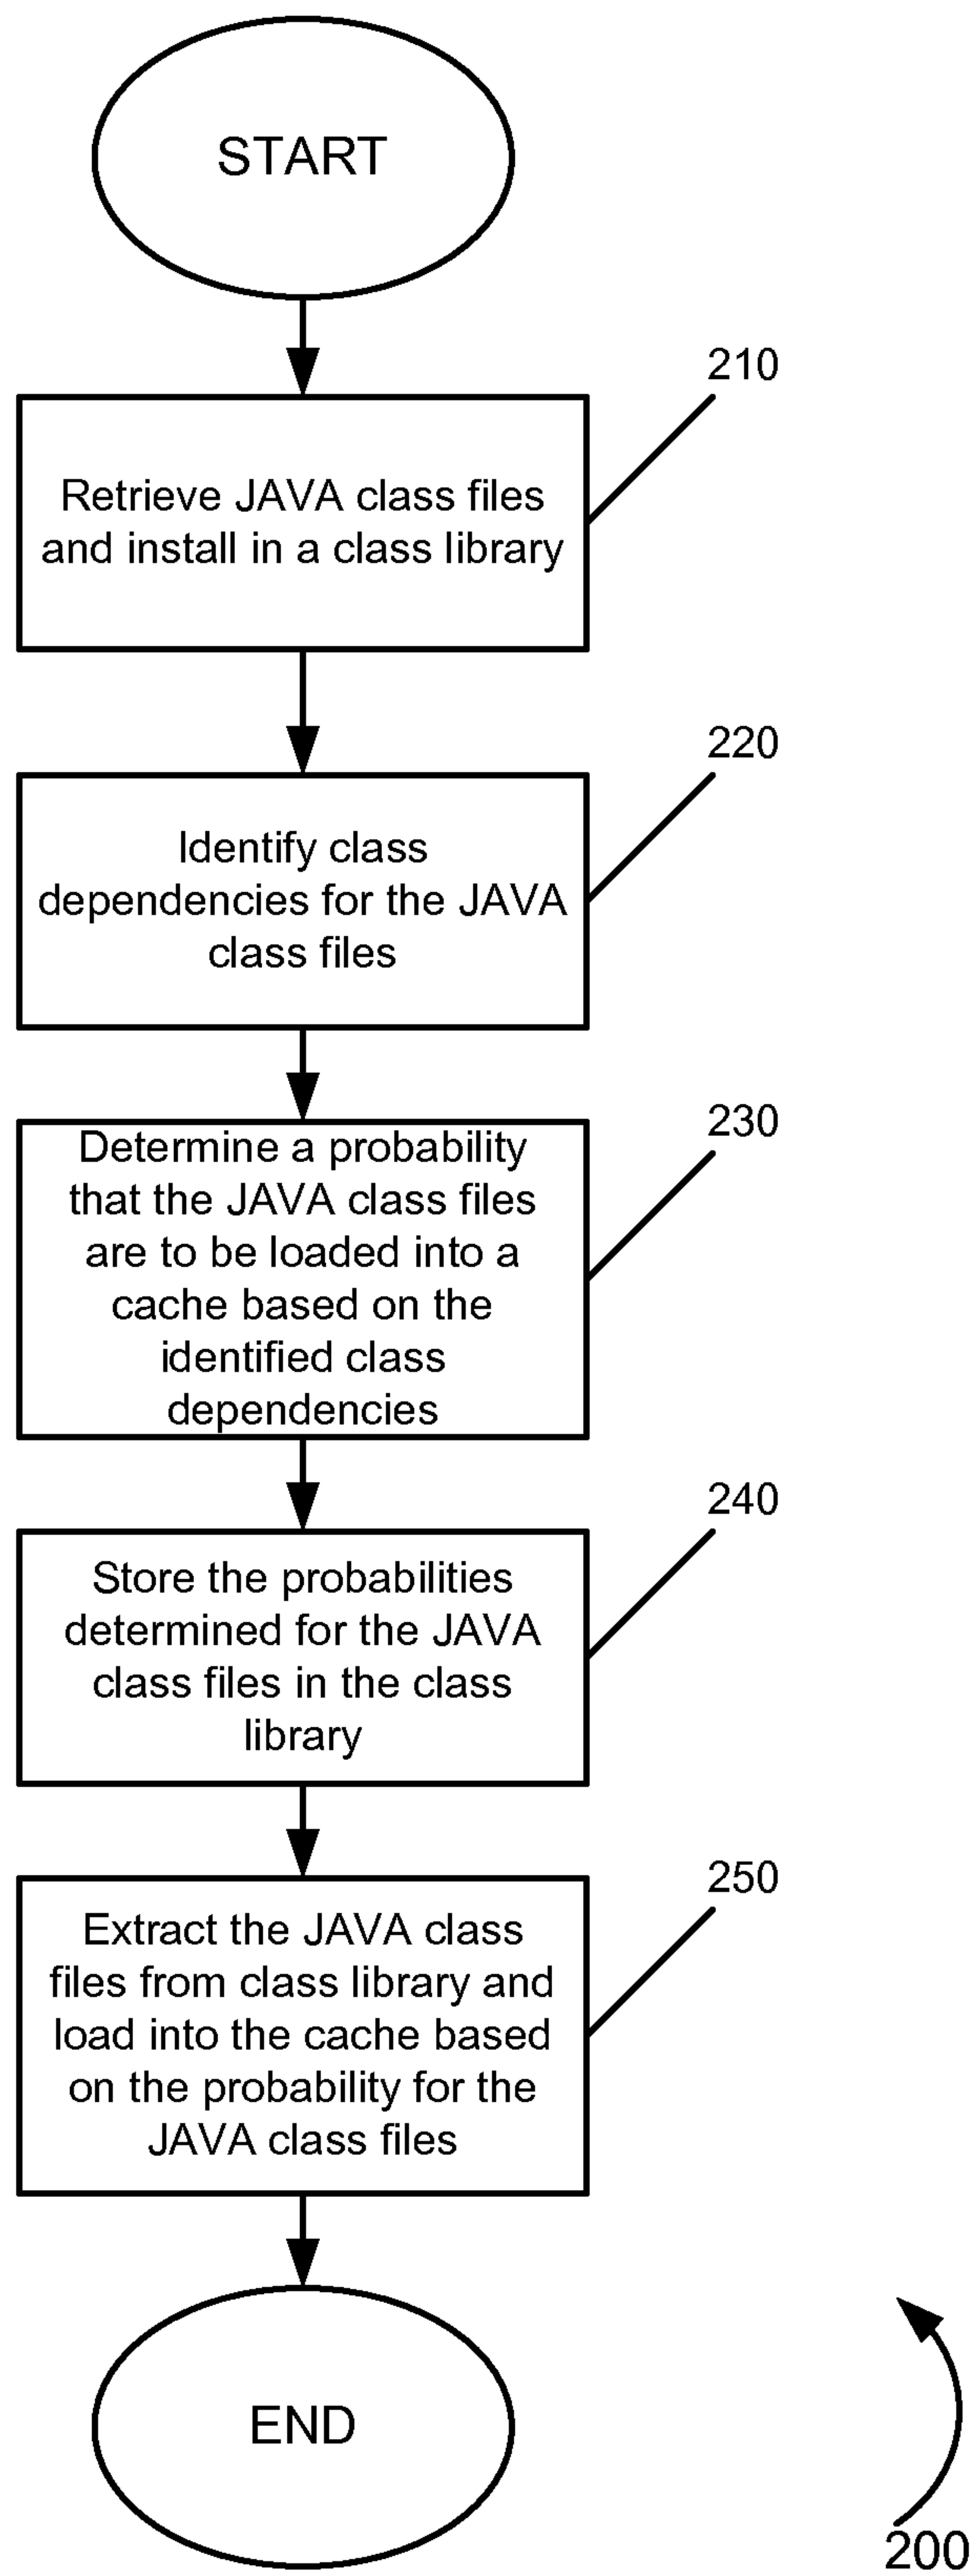 START
210
Retrieve JAVA class files
and install in a class library
220
Identify class
dependencies for the JAVA
class files
230
Determine a probability
that the JAVA class files
are to be loaded into a
cache based on the
identified class
dependencies
240
Store the probabilities
determined for the JAVA
class files in the class
library
250
Extract the JAVA class
files from class library and
load into the cache based
on the probability for the
JAVA class files
END
200